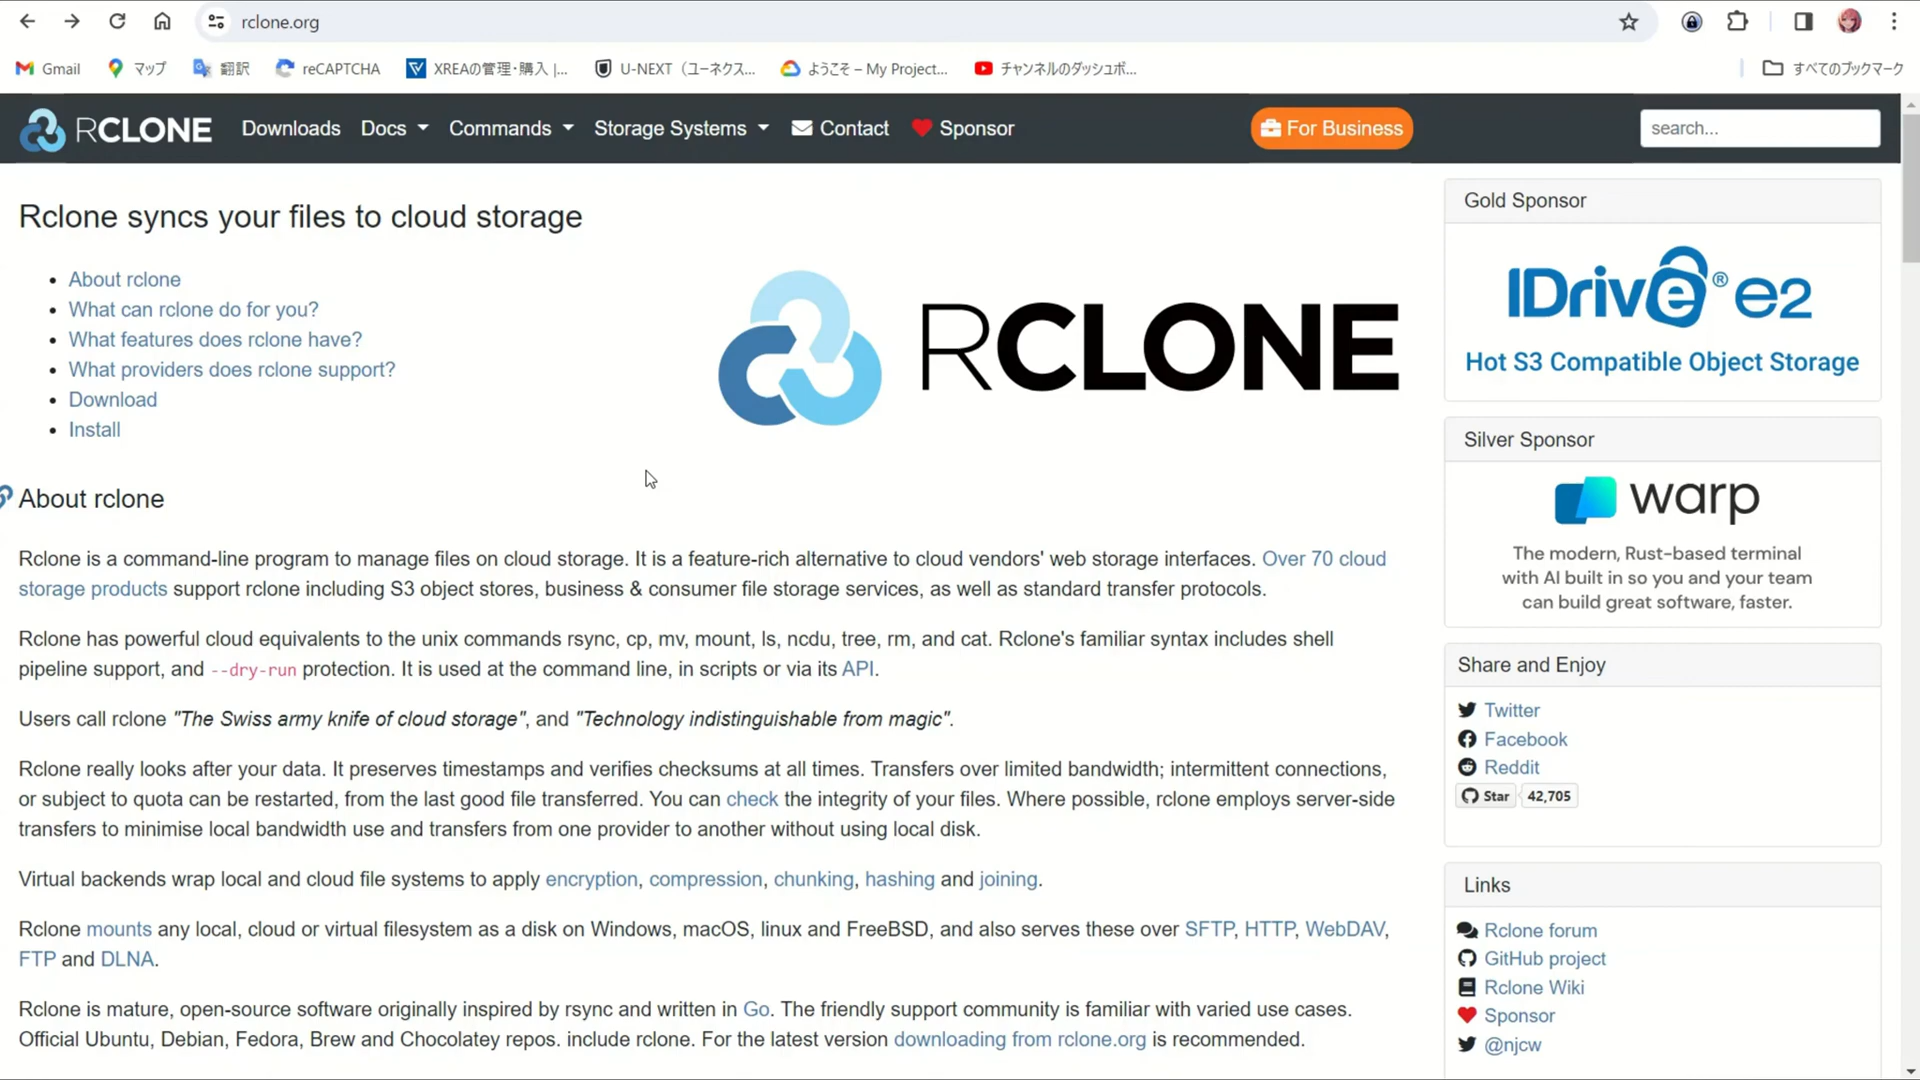 rclone.org
Gmail
マップ
翻訳
reCAPTCHA
XREAの管理・購入 |...
U-NEXT（ユーネクス...
ようこそ – My Project...
チャンネルのダッシュボ...
すべてのブックマーク
RCLONE
Downloads
Docs
Commands
Storage Systems
Contact
Sponsor
For Business
search...
Rclone syncs your files to cloud storage
About rclone
What can rclone do for you?
What features does rclone have?
What providers does rclone support?
Download
Install
RCLONE
About rclone
Rclone is a command-line program to manage files on cloud storage. It is a feature-rich alternative to cloud vendors' web storage interfaces. Over 70 cloud
storage products support rclone including S3 object stores, business & consumer file storage services, as well as standard transfer protocols.
Rclone has powerful cloud equivalents to the unix commands rsync, cp, mv, mount, ls, ncdu, tree, rm, and cat. Rclone's familiar syntax includes shell
pipeline support, and --dry-run protection. It is used at the command line, in scripts or via its API.
Users call rclone "The Swiss army knife of cloud storage", and "Technology indistinguishable from magic".
Rclone really looks after your data. It preserves timestamps and verifies checksums at all times. Transfers over limited bandwidth; intermittent connections,
or subject to quota can be restarted, from the last good file transferred. You can check the integrity of your files. Where possible, rclone employs server-side
transfers to minimise local bandwidth use and transfers from one provider to another without using local disk.
Virtual backends wrap local and cloud file systems to apply encryption, compression, chunking, hashing and joining.
Rclone mounts any local, cloud or virtual filesystem as a disk on Windows, macOS, linux and FreeBSD, and also serves these over SFTP, HTTP, WebDAV,
FTP and DLNA.
Rclone is mature, open-source software originally inspired by rsync and written in Go. The friendly support community is familiar with varied use cases.
Official Ubuntu, Debian, Fedora, Brew and Chocolatey repos. include rclone. For the latest version downloading from rclone.org is recommended.
Gold Sponsor
IDrive® e2
Hot S3 Compatible Object Storage
Silver Sponsor
warp
The modern, Rust-based terminal
with AI built in so you and your team
can build great software, faster.
Share and Enjoy
Twitter
Facebook
Reddit
Star 42,705
Links
Rclone forum
GitHub project
Rclone Wiki
Sponsor
@njcw